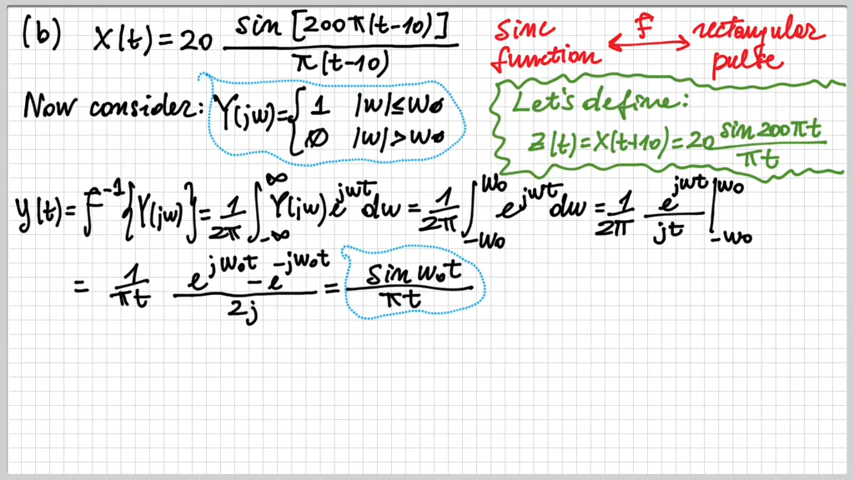 (b) X(t) = 20 sin [200π(t-10)] / π(t-10)
sinc function ⟷ F rectangular pulse
Now consider: Y(jw) = { 1 |w| ≤ w0
0 |w| > w0
Let's define:
Z(t) = X(t+10) = 20 sin 200πt / πt
y(t) = F^-1 {Y(jw)} = 1/2π ∫_-∞^∞ Y(jw) e^jwt dw = 1/2π ∫_-w0^w0 e^jwt dw = 1/2π e^jwt / jt |_-w0^w0
= 1/πt (e^jw0t - e^-jw0t) / 2j = sin w0t / πt